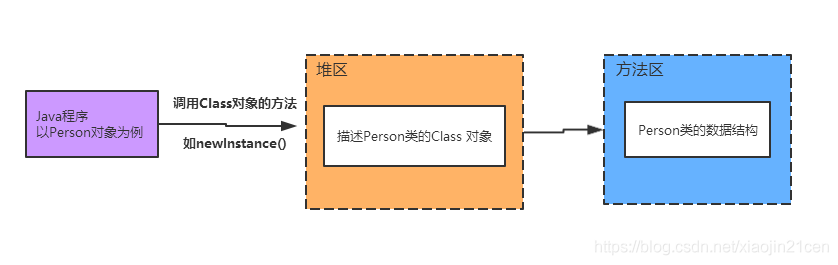 Java程序
以Person对象为例
调用Class对象的方法
如newInstance()
堆区
描述Person类的Class 对象
方法区
Person类的数据结构
https://blog.csdn.net/xiaojin21cen